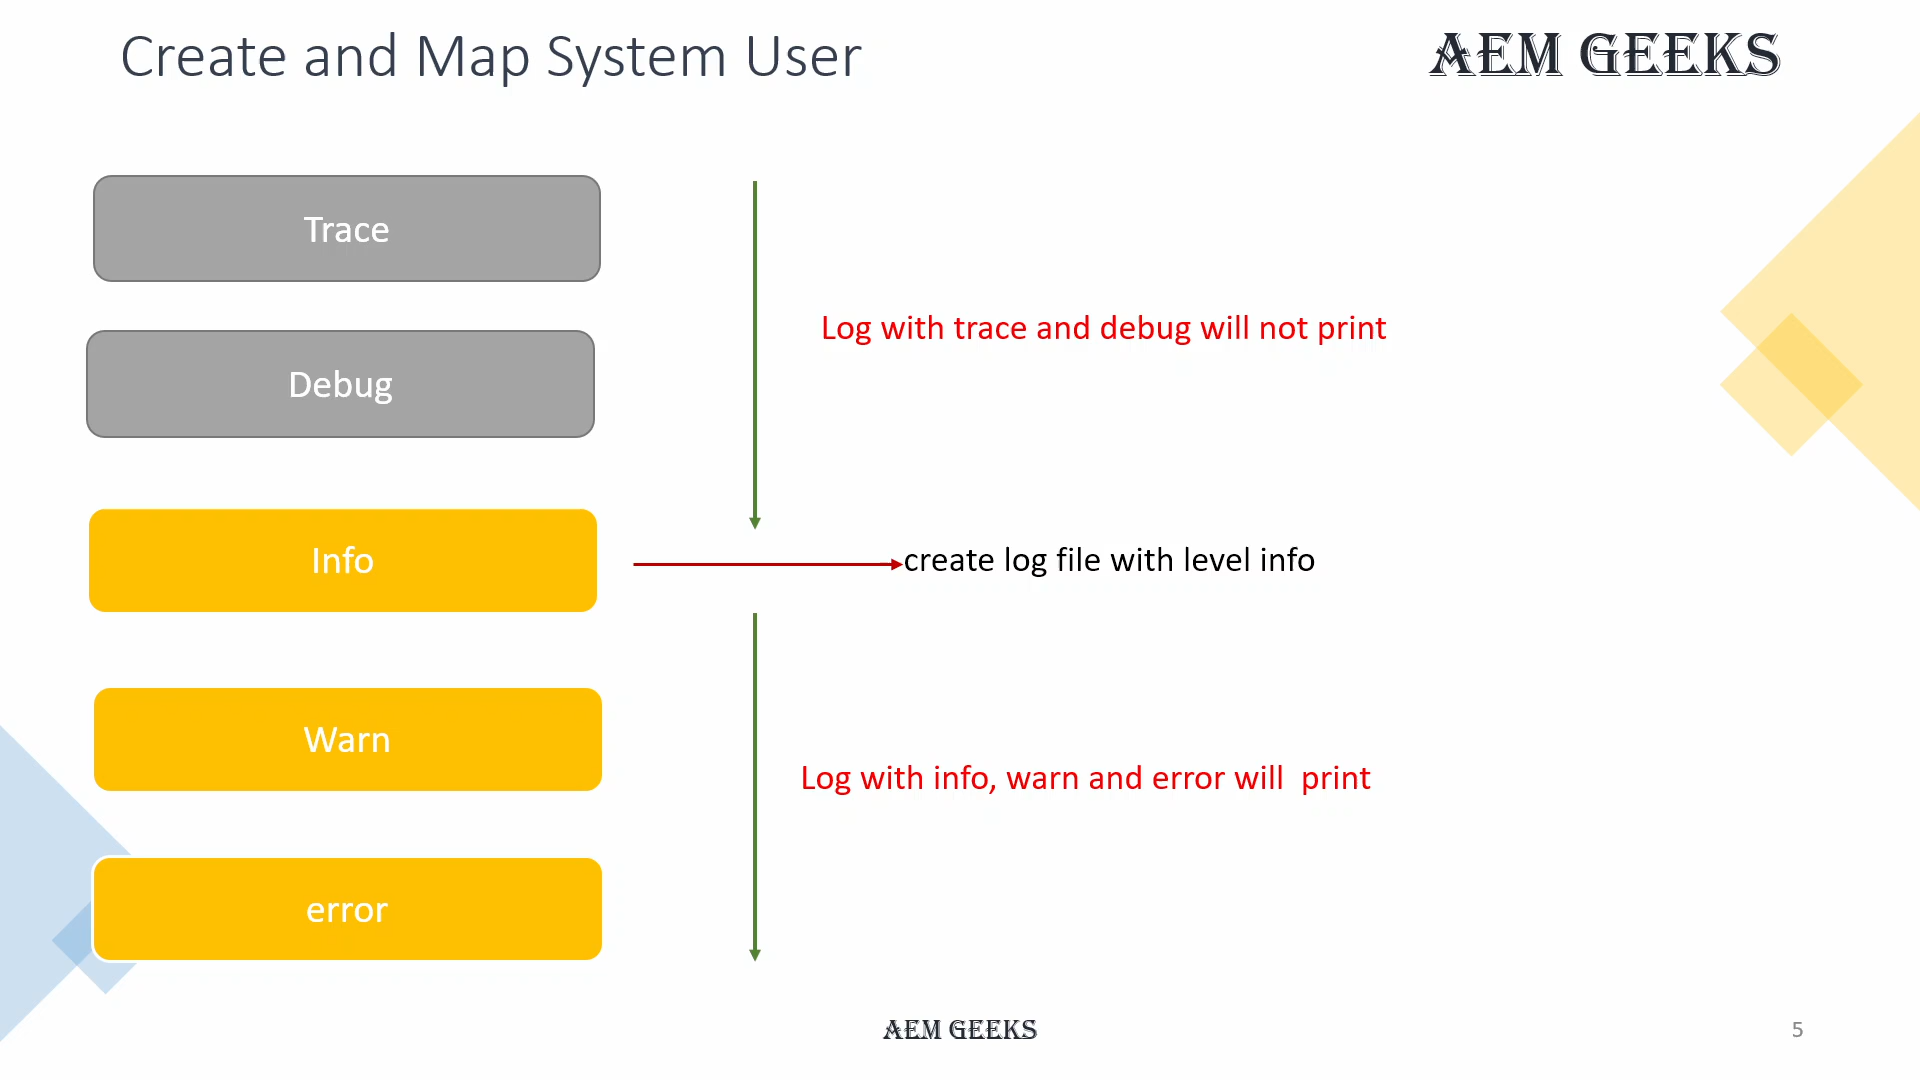 Create and Map System User
AEM GEEKS
Trace
Log with trace and debug will not print
Debug
Info
create log file with level info
Warn
Log with info, warn and error will  print
error
AEM GEEKS
5